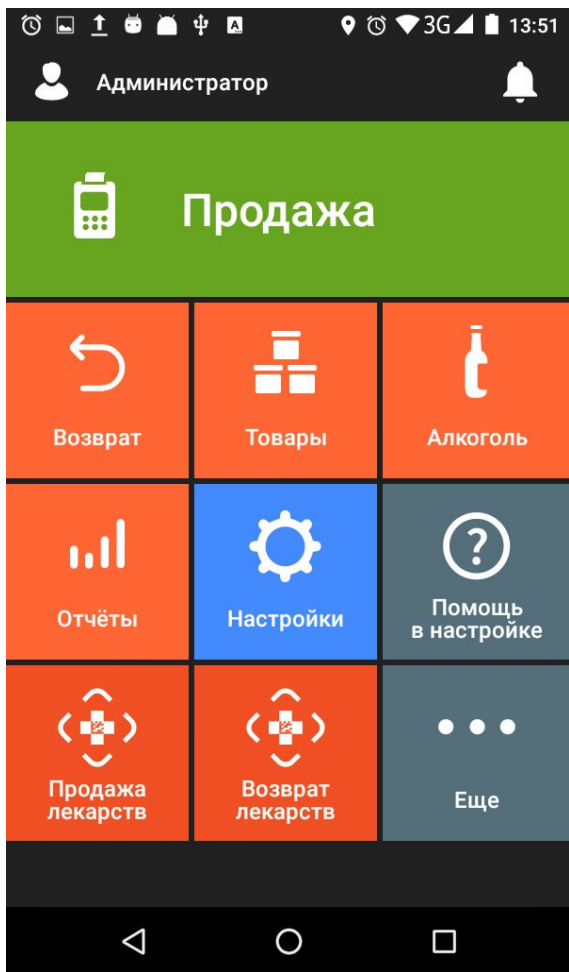 3G 13:51
Администратор
Продажа
Возврат
Товары
Алкоголь
Отчёты
Настройки
Помощь
в настройке
Продажа
лекарств
Возврат
лекарств
Еще